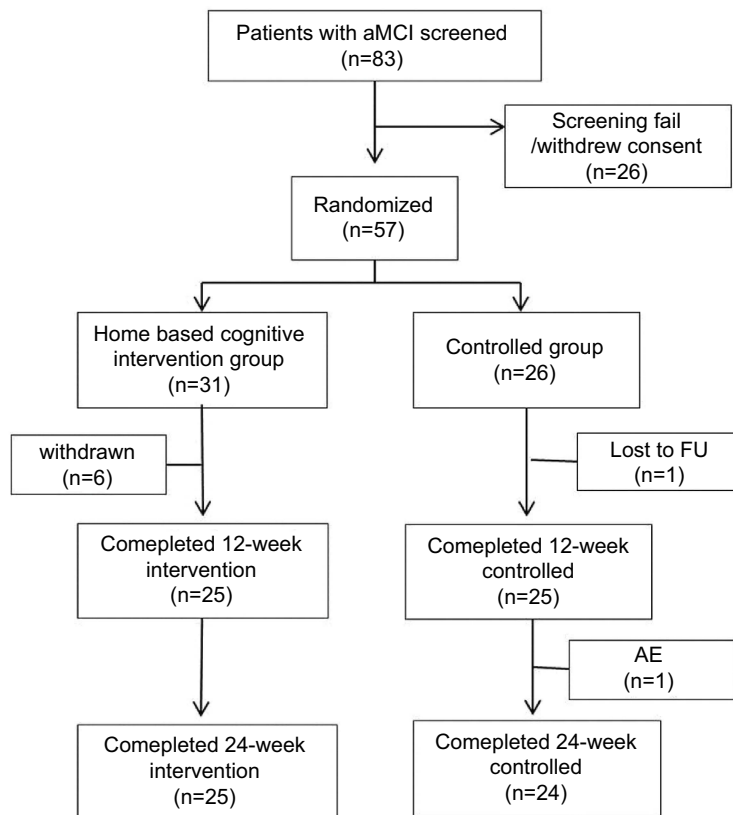 Patients with aMCI screened
(n=83)
Screening fail
/withdrew consent
(n=26)
Randomized
(n=57)
Home based cognitive
intervention group
(n=31)
Controlled group
(n=26)
withdrawn
(n=6)
Lost to FU
(n=1)
Comepleted 12-week
intervention
(n=25)
Comepleted 12-week
controlled
(n=25)
AE
(n=1)
Comepleted 24-week
intervention
(n=25)
Comepleted 24-week
controlled
(n=24)